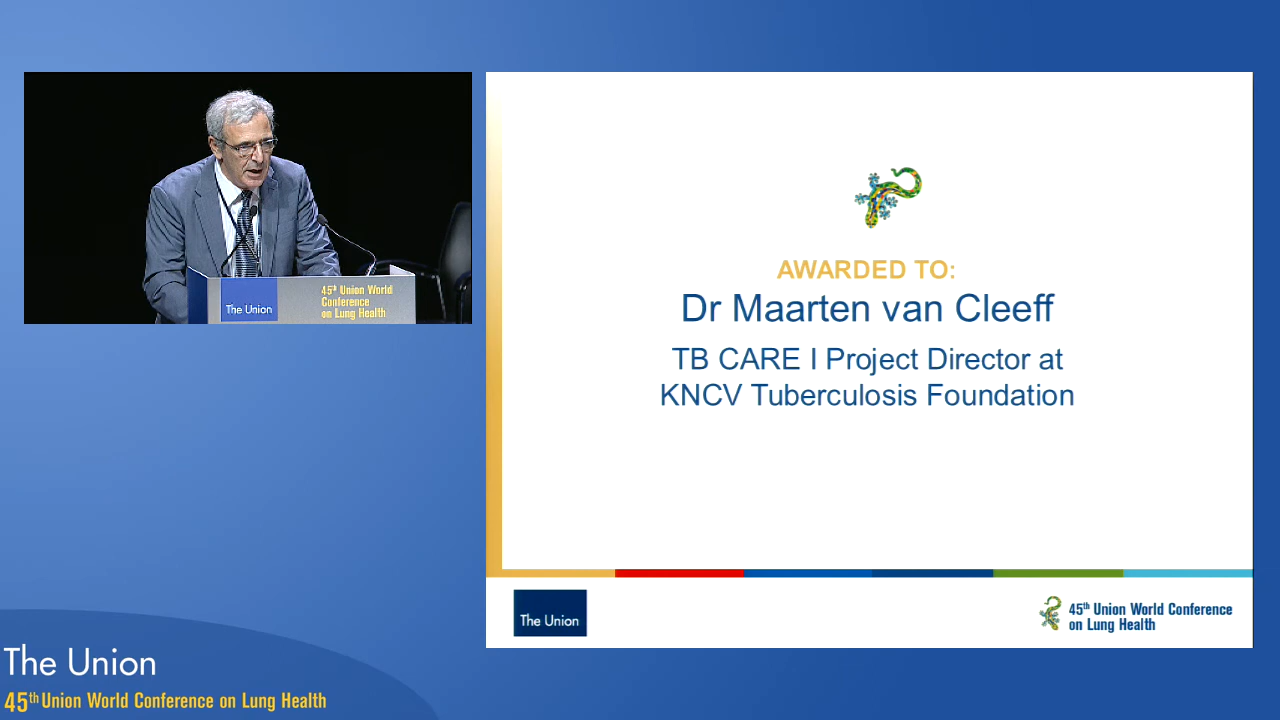 The Union
45th Union World
Conference
on Lung Health
AWARDED TO:
Dr Maarten van Cleeff
TB CARE I Project Director at
KNCV Tuberculosis Foundation
The Union
45th Union World Conference
on Lung Health
The Union
45th Union World Conference on Lung Health